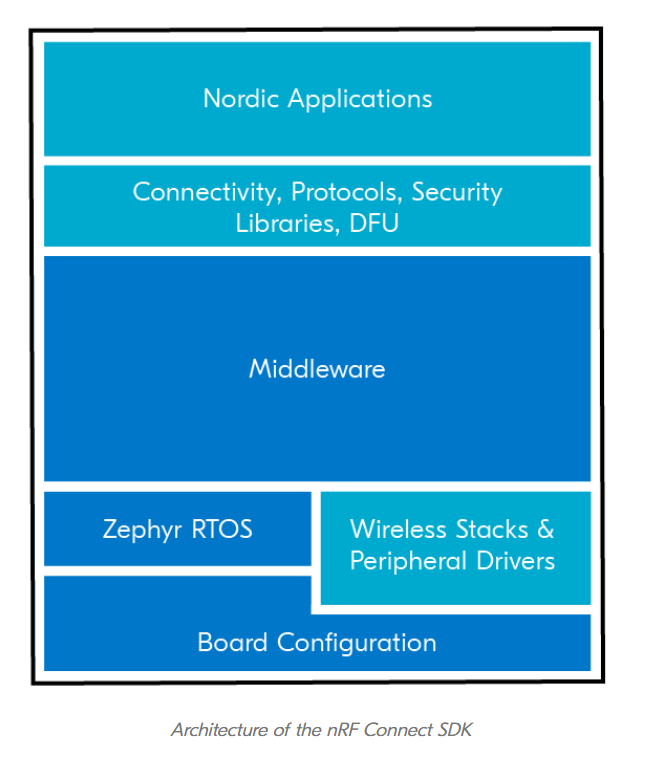 Nordic Applications
Connectivity, Protocols, Security
Libraries, DFU
Middleware
Zephyr RTOS
Wireless Stacks &
Peripheral Drivers
Board Configuration
Architecture of the nRF Connect SDK